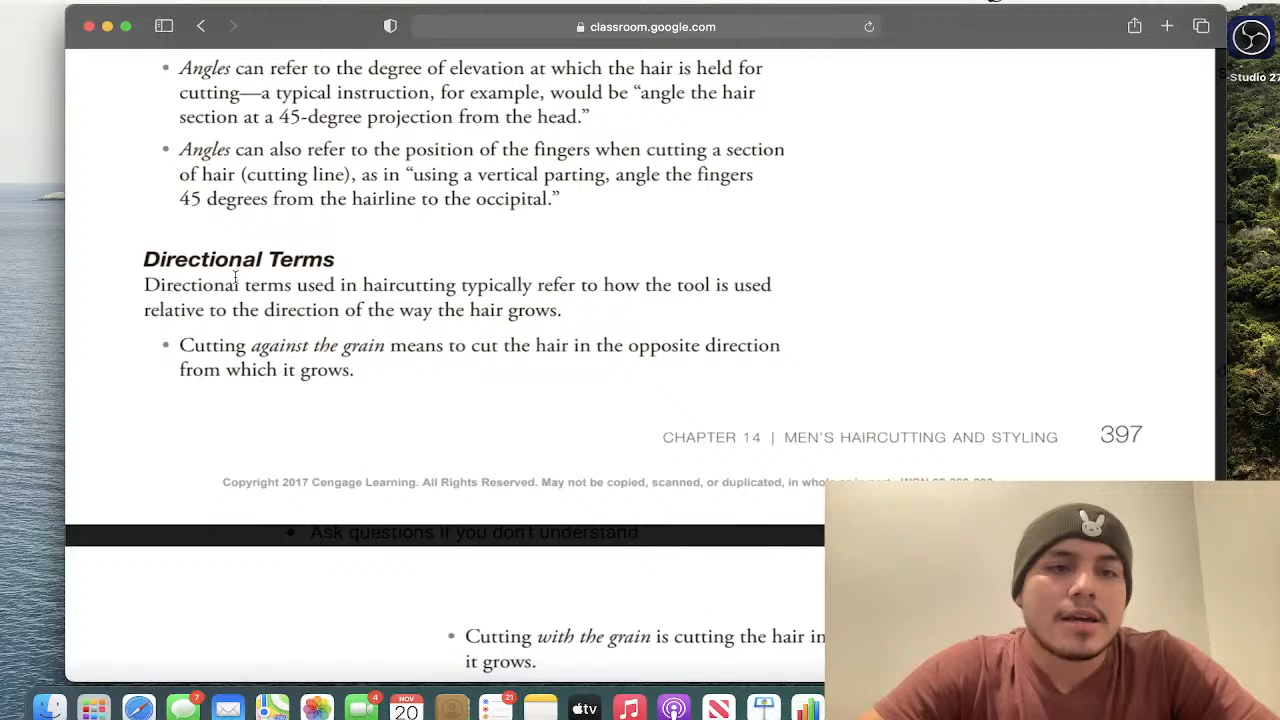 classroom.google.com
Studio 27
• Angles can refer to the degree of elevation at which the hair is held for
cutting—a typical instruction, for example, would be “angle the hair
section at a 45-degree projection from the head.”
• Angles can also refer to the position of the fingers when cutting a section
of hair (cutting line), as in “using a vertical parting, angle the fingers
45 degrees from the hairline to the occipital.”
Directional Terms
Directional terms used in haircutting typically refer to how the tool is used
relative to the direction of the way the hair grows.
• Cutting against the grain means to cut the hair in the opposite direction
from which it grows.
CHAPTER 14 | MEN’S HAIRCUTTING AND STYLING 397
Copyright 2017 Cengage Learning. All Rights Reserved. May not be copied, scanned, or duplicated, in
• Ask questions if you don't understand
• Cutting with the grain is cutting the hair in
it grows.
7
4
NOV
20
21
tv